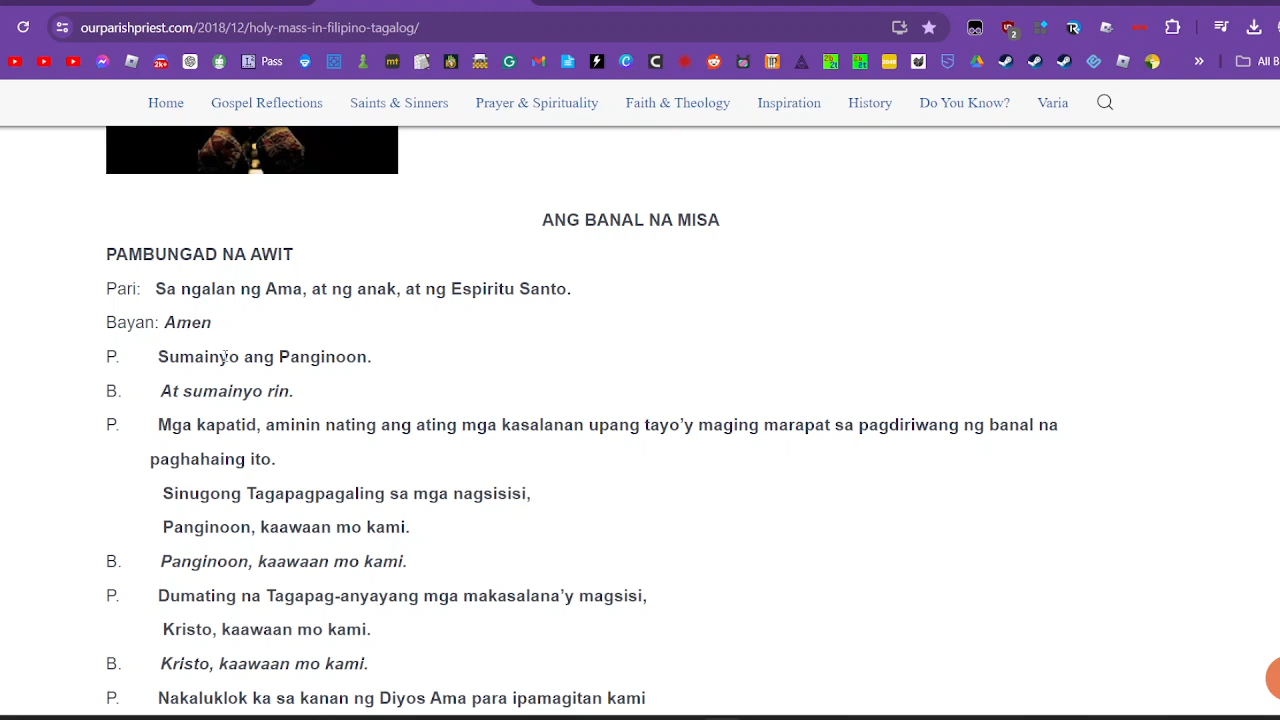 ourparishpriest.com/2018/12/holy-mass-in-filipino-tagalog/
2
2k+
Pass
mt
All B
Home Gospel Reflections Saints & Sinners Prayer & Spirituality Faith & Theology Inspiration History Do You Know? Varia
ANG BANAL NA MISA
PAMBUNGAD NA AWIT
Pari: Sa ngalan ng Ama, at ng anak, at ng Espiritu Santo.
Bayan: Amen
P. Sumainyo ang Panginoon.
B. At sumainyo rin.
P. Mga kapatid, aminin nating ang ating mga kasalanan upang tayo’y maging marapat sa pagdiriwang ng banal na
paghahaing ito.
Sinugong Tagapagpagaling sa mga nagsisisi,
Panginoon, kaawaan mo kami.
B. Panginoon, kaawaan mo kami.
P. Dumating na Tagapag-anyayang mga makasalana’y magsisi,
Kristo, kaawaan mo kami.
B. Kristo, kaawaan mo kami.
P. Nakaluklok ka sa kanan ng Diyos Ama para ipamagitan kami